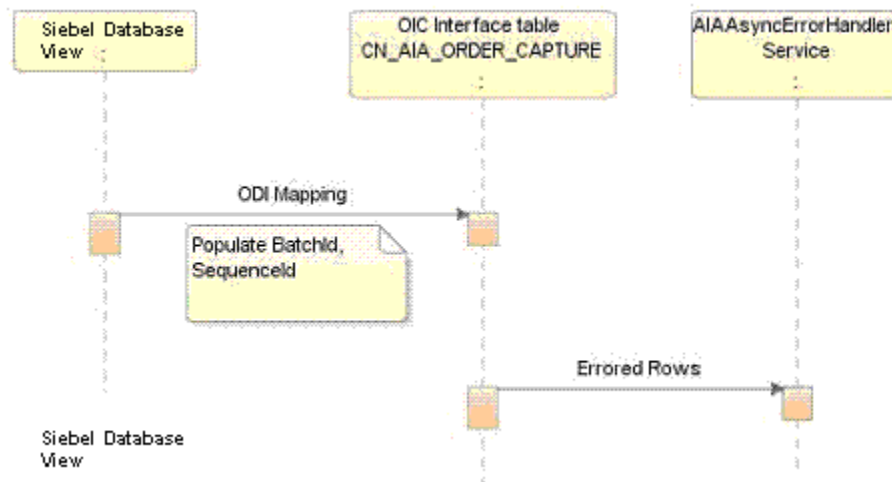 Siebel Database
View
OIC Interface table
CN_AIA_ORDER_CAPTURE
AIAAsyncErrorHandler
Service
ODI Mapping
Populate BatchId,
SequenceId
Errored Rows
Siebel Database
View